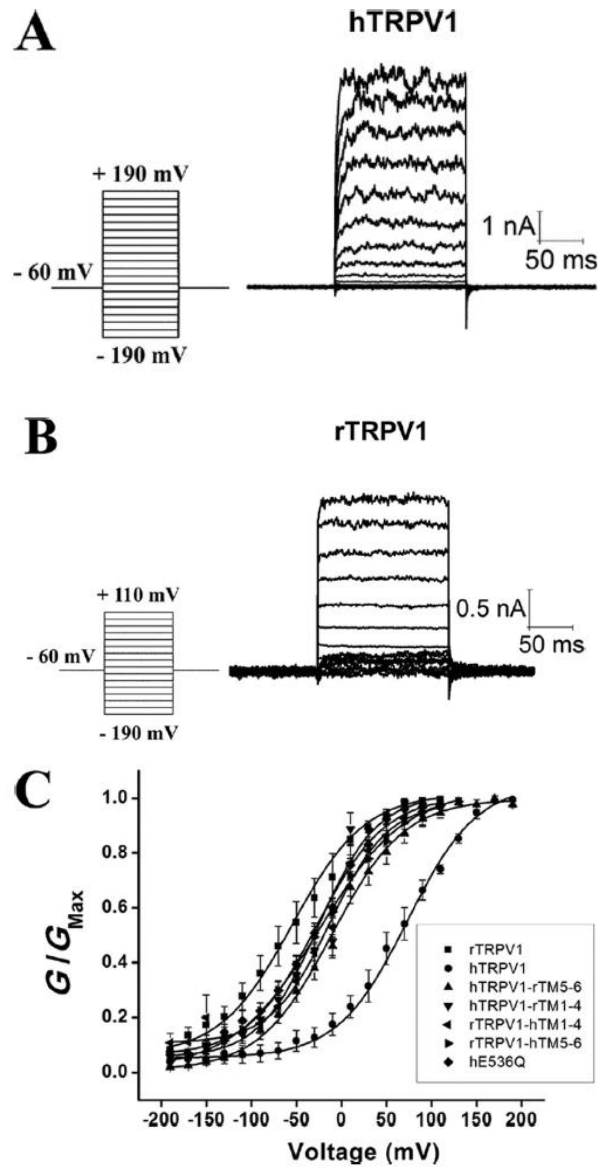 A
hTRPV1
+ 190 mV
- 60 mV
- 190 mV
1 nA
50 ms
B
rTRPV1
+ 110 mV
- 60 mV
- 190 mV
0.5 nA
50 ms
C
G/GMax
1.0
0.8
0.6
0.4
0.2
0.0
-200 -150 -100 -50 0 50 100 150 200
Voltage (mV)
rTRPV1
hTRPV1
hTRPV1-rTM5-6
hTRPV1-rTM1-4
rTRPV1-hTM1-4
rTRPV1-hTM5-6
hE536Q